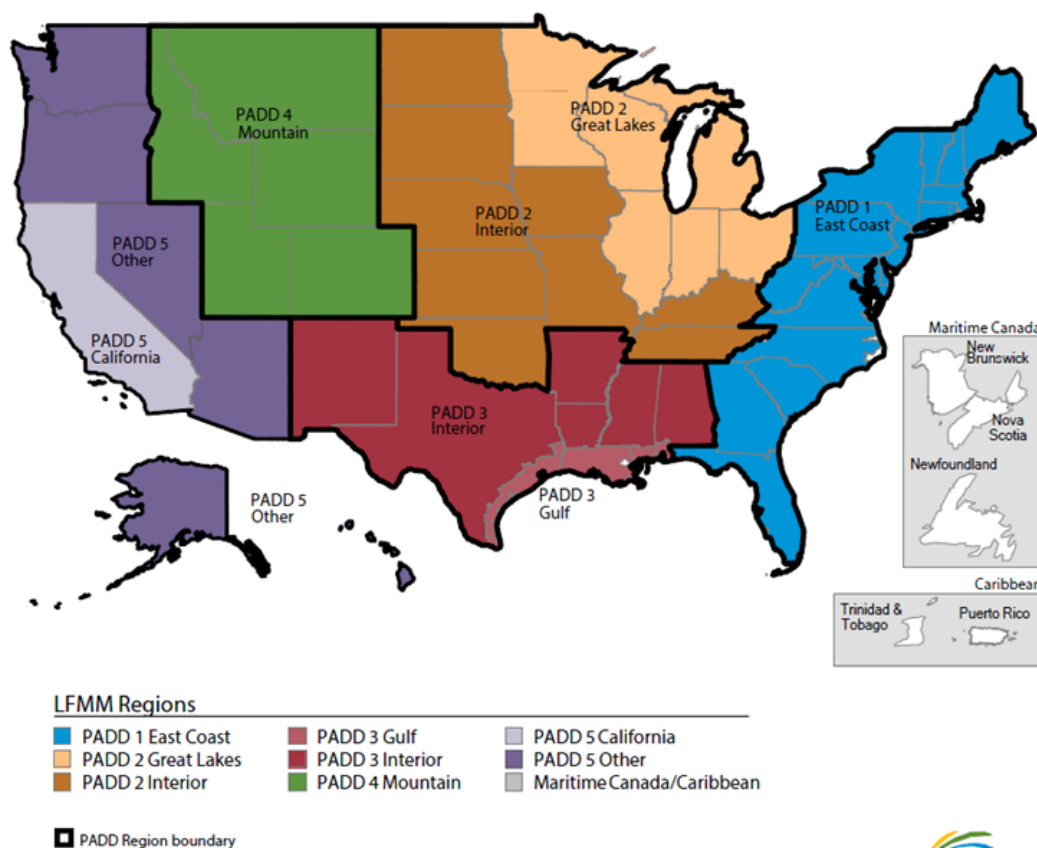 PADD 4
Mountain
PADD 2
Great Lakes
PADD 2
Interior
PADD 1
East Coast
PADD 5
Other
PADD 5
California
PADD 3
Interior
PADD 3
Gulf
PADD 5
Other
Maritime Canada
New
Brunswick
Nova
Scotia
Newfoundland
Caribbean
Trinidad &
Tobago
Puerto Rico
LFMM Regions
PADD 1 East Coast
PADD 2 Great Lakes
PADD 2 Interior
PADD 3 Gulf
PADD 3 Interior
PADD 4 Mountain
PADD 5 California
PADD 5 Other
Maritime Canada/Caribbean
PADD Region boundary